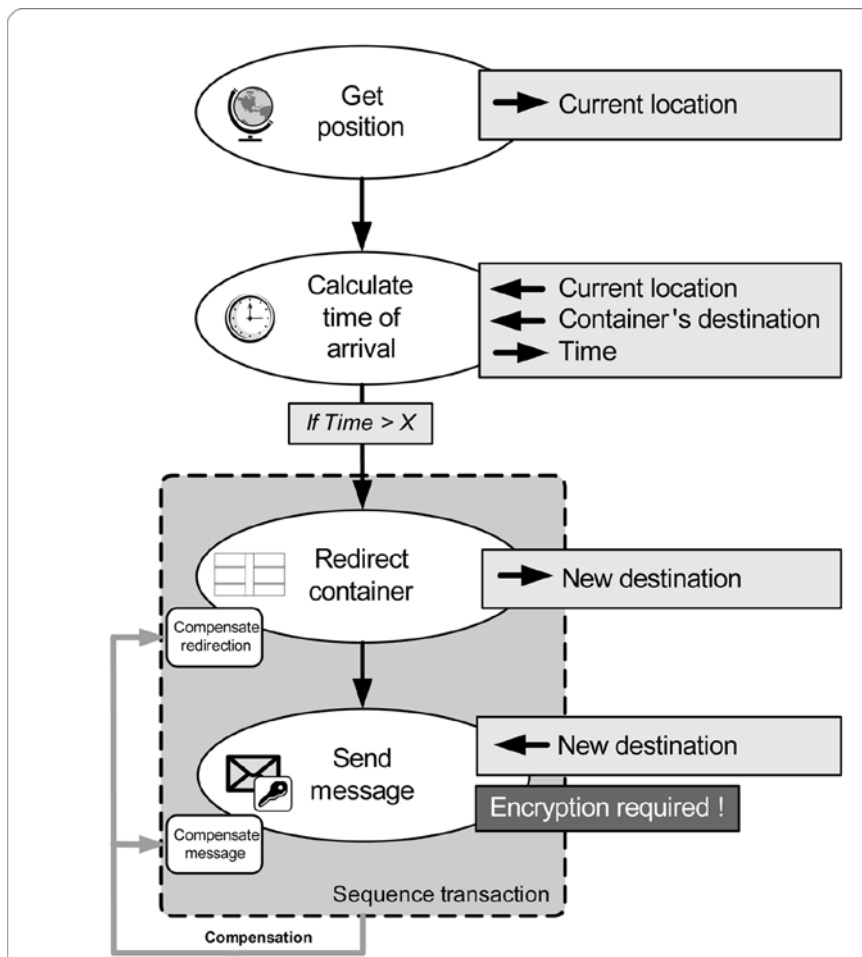 Get
position
Current location
Calculate
time of
arrival
Current location
Container's destination
Time
If Time > X
Redirect
container
New destination
Compensate
redirection
Send
message
New destination
Encryption required !
Compensate
message
Sequence transaction
Compensation